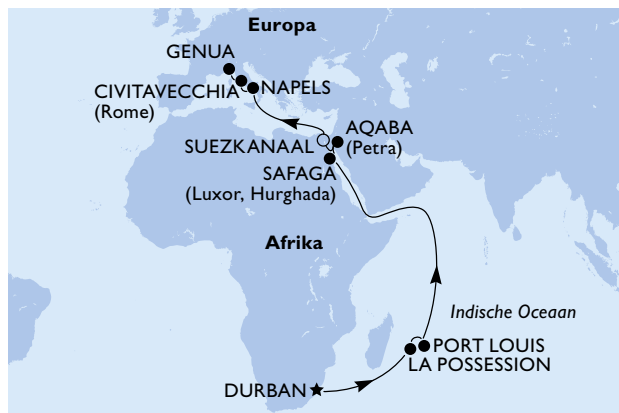 Europa
GENUA
CIVITAVECCHIA
(Rome)
NAPELS
SUEZKANAAL
AQABA
(Petra)
SAFAGA
(Luxor, Hurghada)
Afrika
Indische Oceaan
PORT LOUIS
LA POSSESSION
DURBAN